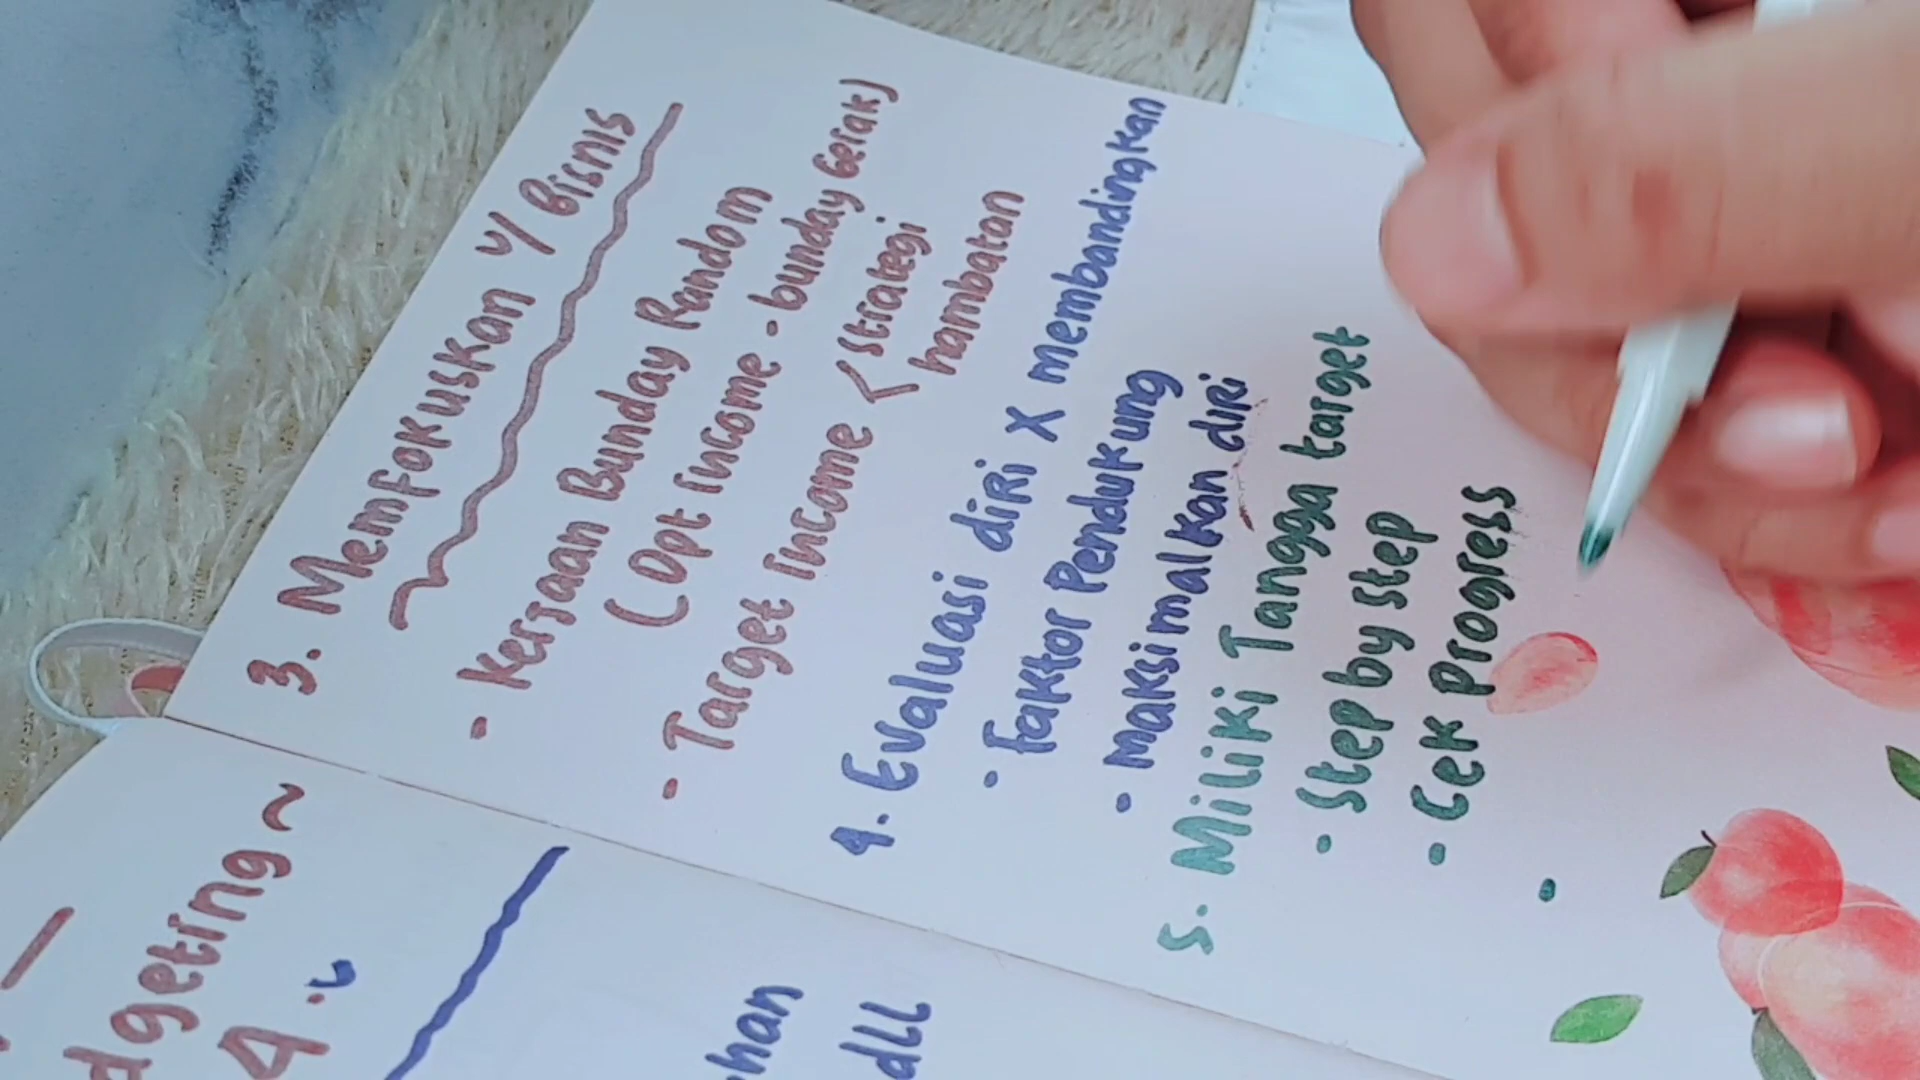 3. Memfokuskan u/ Bisnis
- Kerjaan Bunday Random
( Dpt income - bunday Gerak)
- Target income < strategi
hambatan
4. Evaluasi diri X membandingkan
- faktor Pendukung
- Maksimalkan diri
5. Miliki Tangga target
- Step by step
- Cek progress
-
dgeting ~
4
han
dll